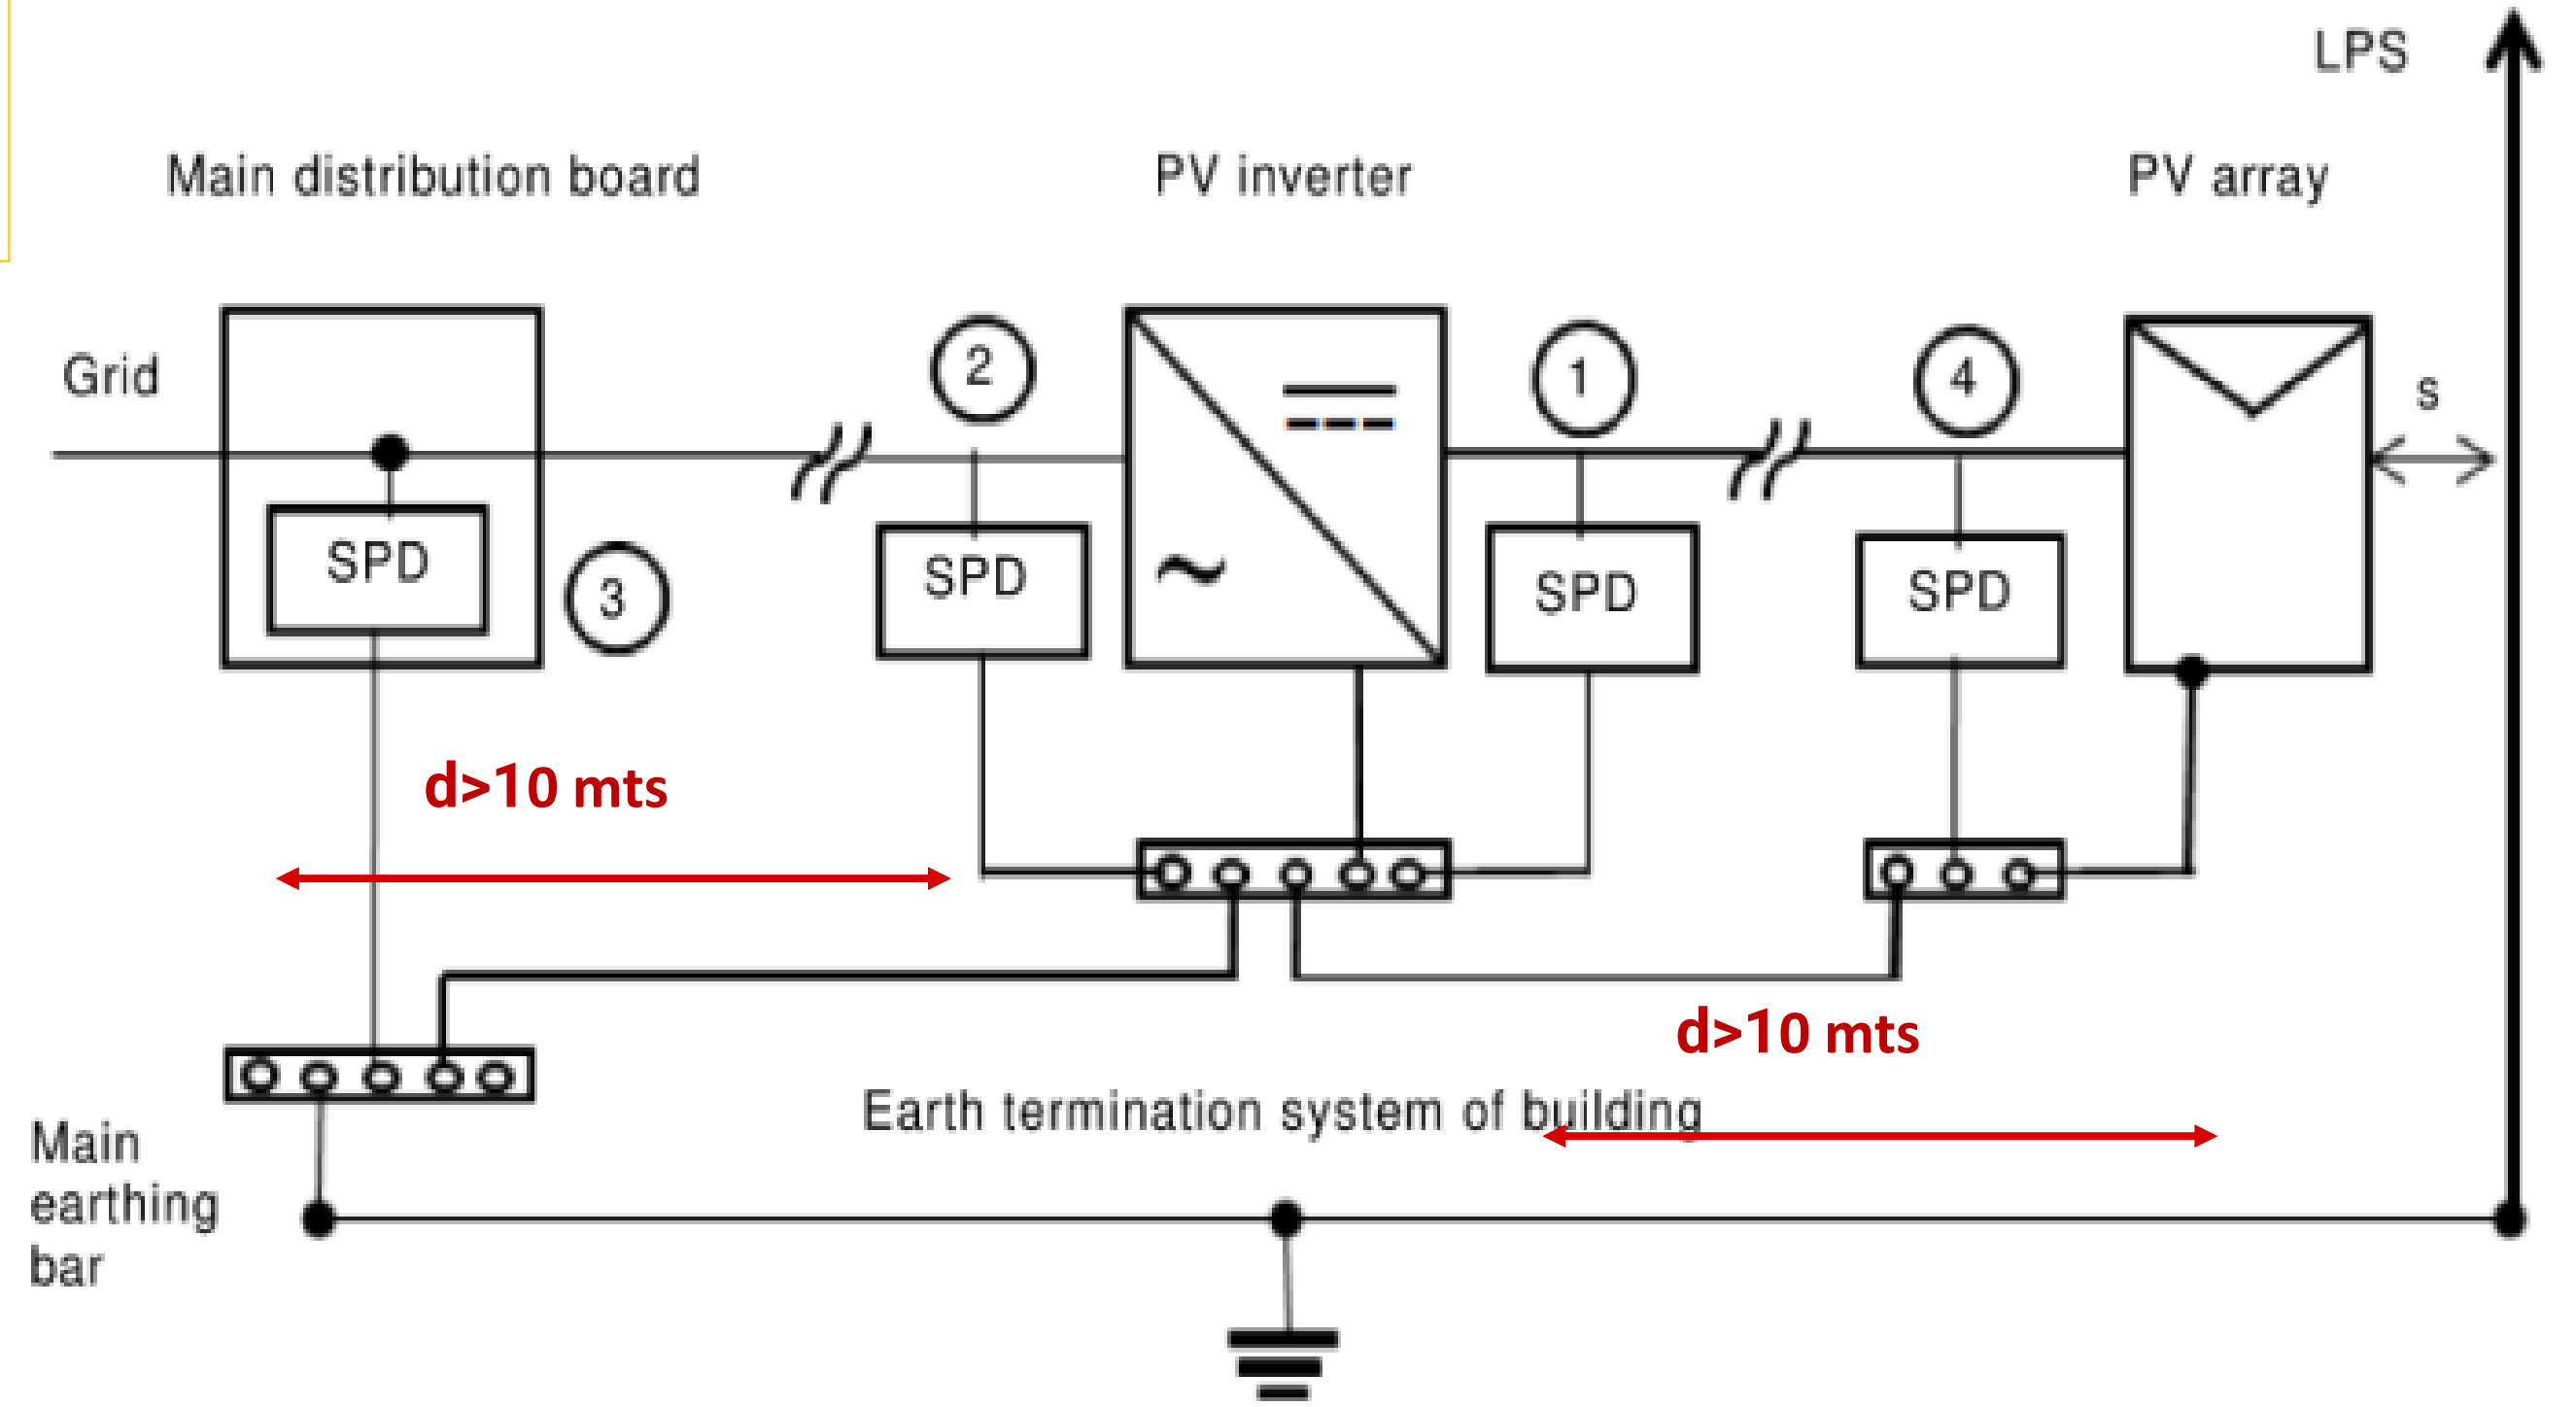 LPS
Main distribution board
PV inverter
PV array
Grid
2
1
4
s
SPD
3
SPD
SPD
SPD
d>10 mts
d>10 mts
Earth termination system of building
Main
earthing
bar